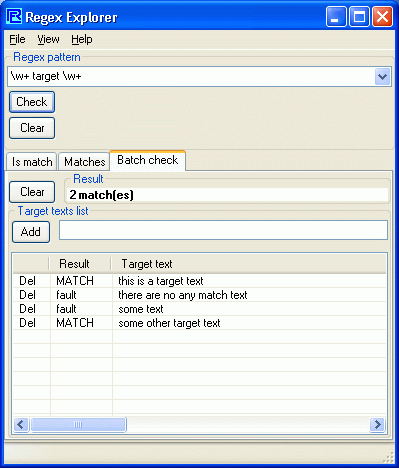 Regex Explorer
File View Help
Regex pattern
\w+ target \w+
Check
Clear
Is match Matches Batch check
Result
Clear 2 match(es)
Target texts list
Add
Result Target text
Del MATCH this is a target text
Del fault there are no any match text
Del fault some text
Del MATCH some other target text